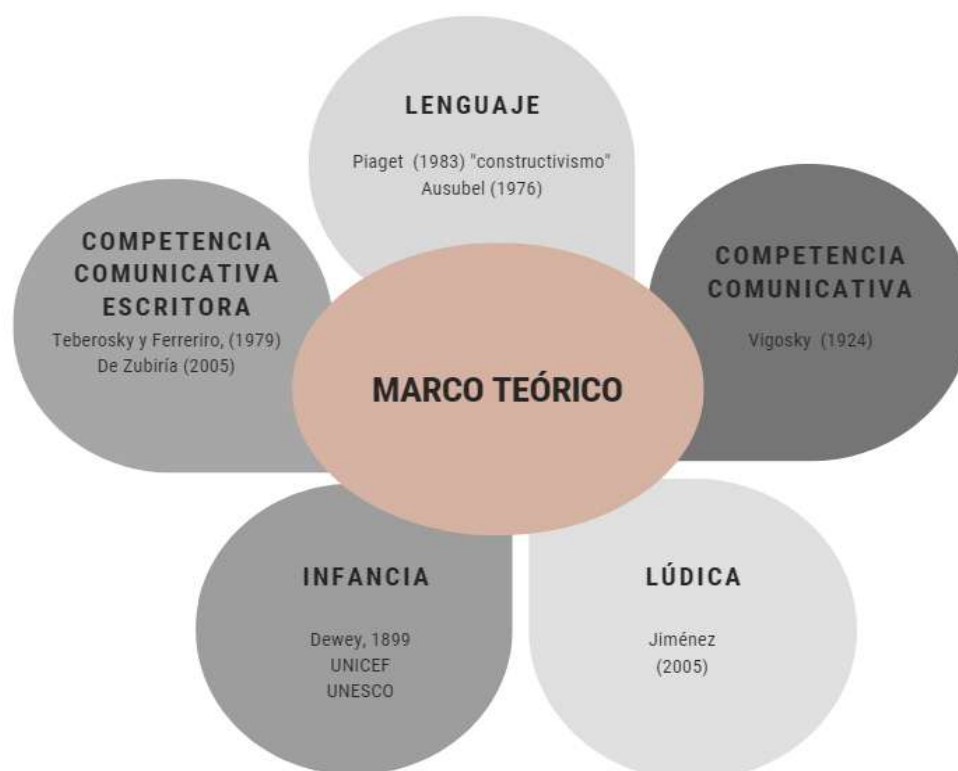 LENGUAJE
Piaget (1983) "constructivismo"
Ausubel (1976)
COMPETENCIA
COMUNICATIVA
ESCRITORA
Teberosky y Ferreriro, (1979)
De Zubiría (2005)
COMPETENCIA
COMUNICATIVA
Vigosky (1924)
MARCO TEÓRICO
INFANCIA
Dewey, 1899
UNICEF
UNESCO
LÚDICA
Jiménez
(2005)